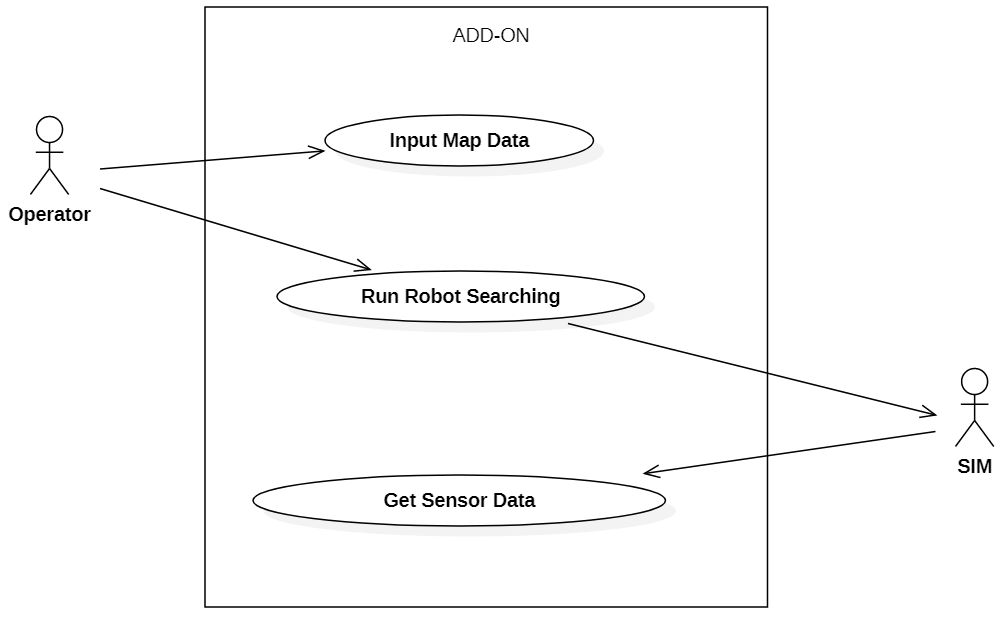 ADD-ON
Input Map Data
Operator
Run Robot Searching
SIM
Get Sensor Data